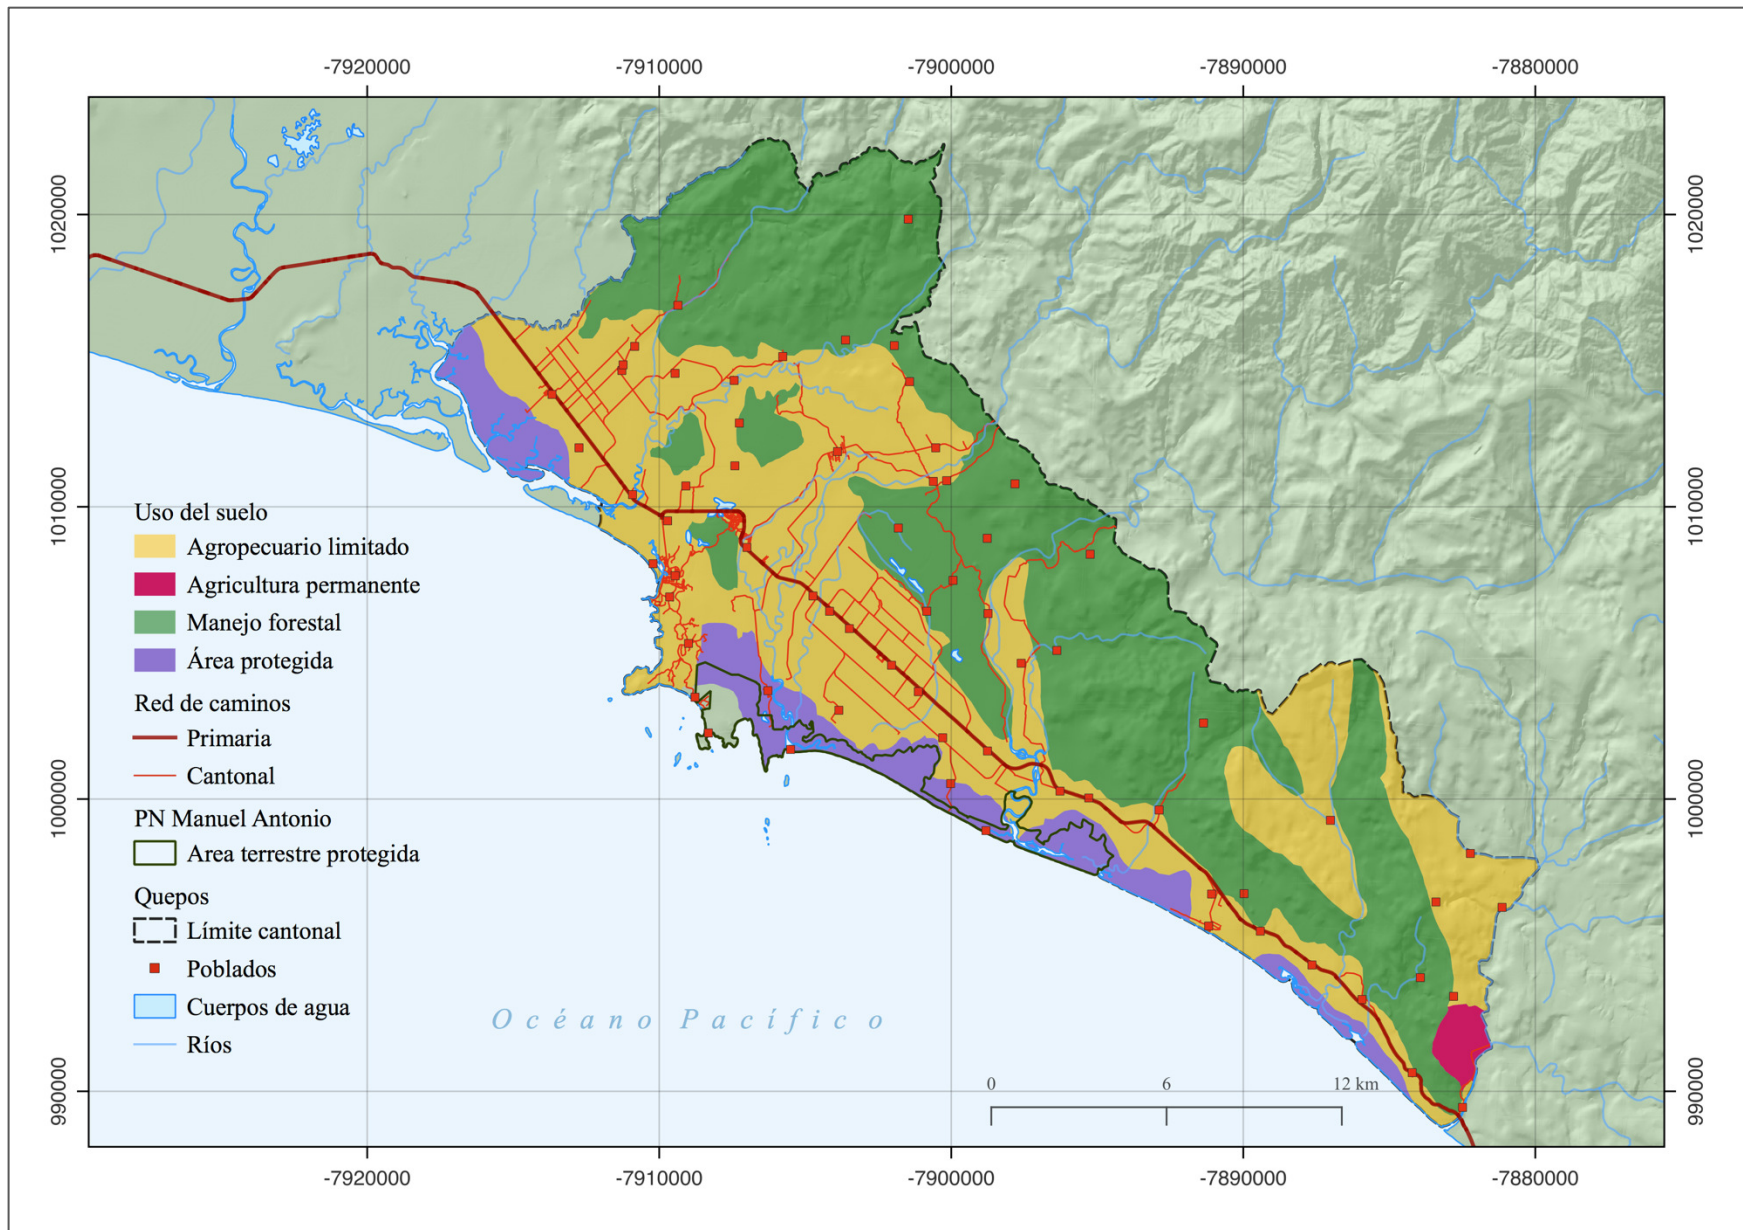 -7920000 -7910000 -7900000 -7890000 -7880000
1020000 1020000
1010000 1010000
1000000 1000000
990000 990000
Uso del suelo
Agropecuario limitado
Agricultura permanente
Manejo forestal
Área protegida
Red de caminos
Primaria
Cantonal
PN Manuel Antonio
Area terrestre protegida
Quepos
Límite cantonal
Poblados
Cuerpos de agua
Ríos
Océano Pacífico
0 6 12 km
-7920000 -7910000 -7900000 -7890000 -7880000